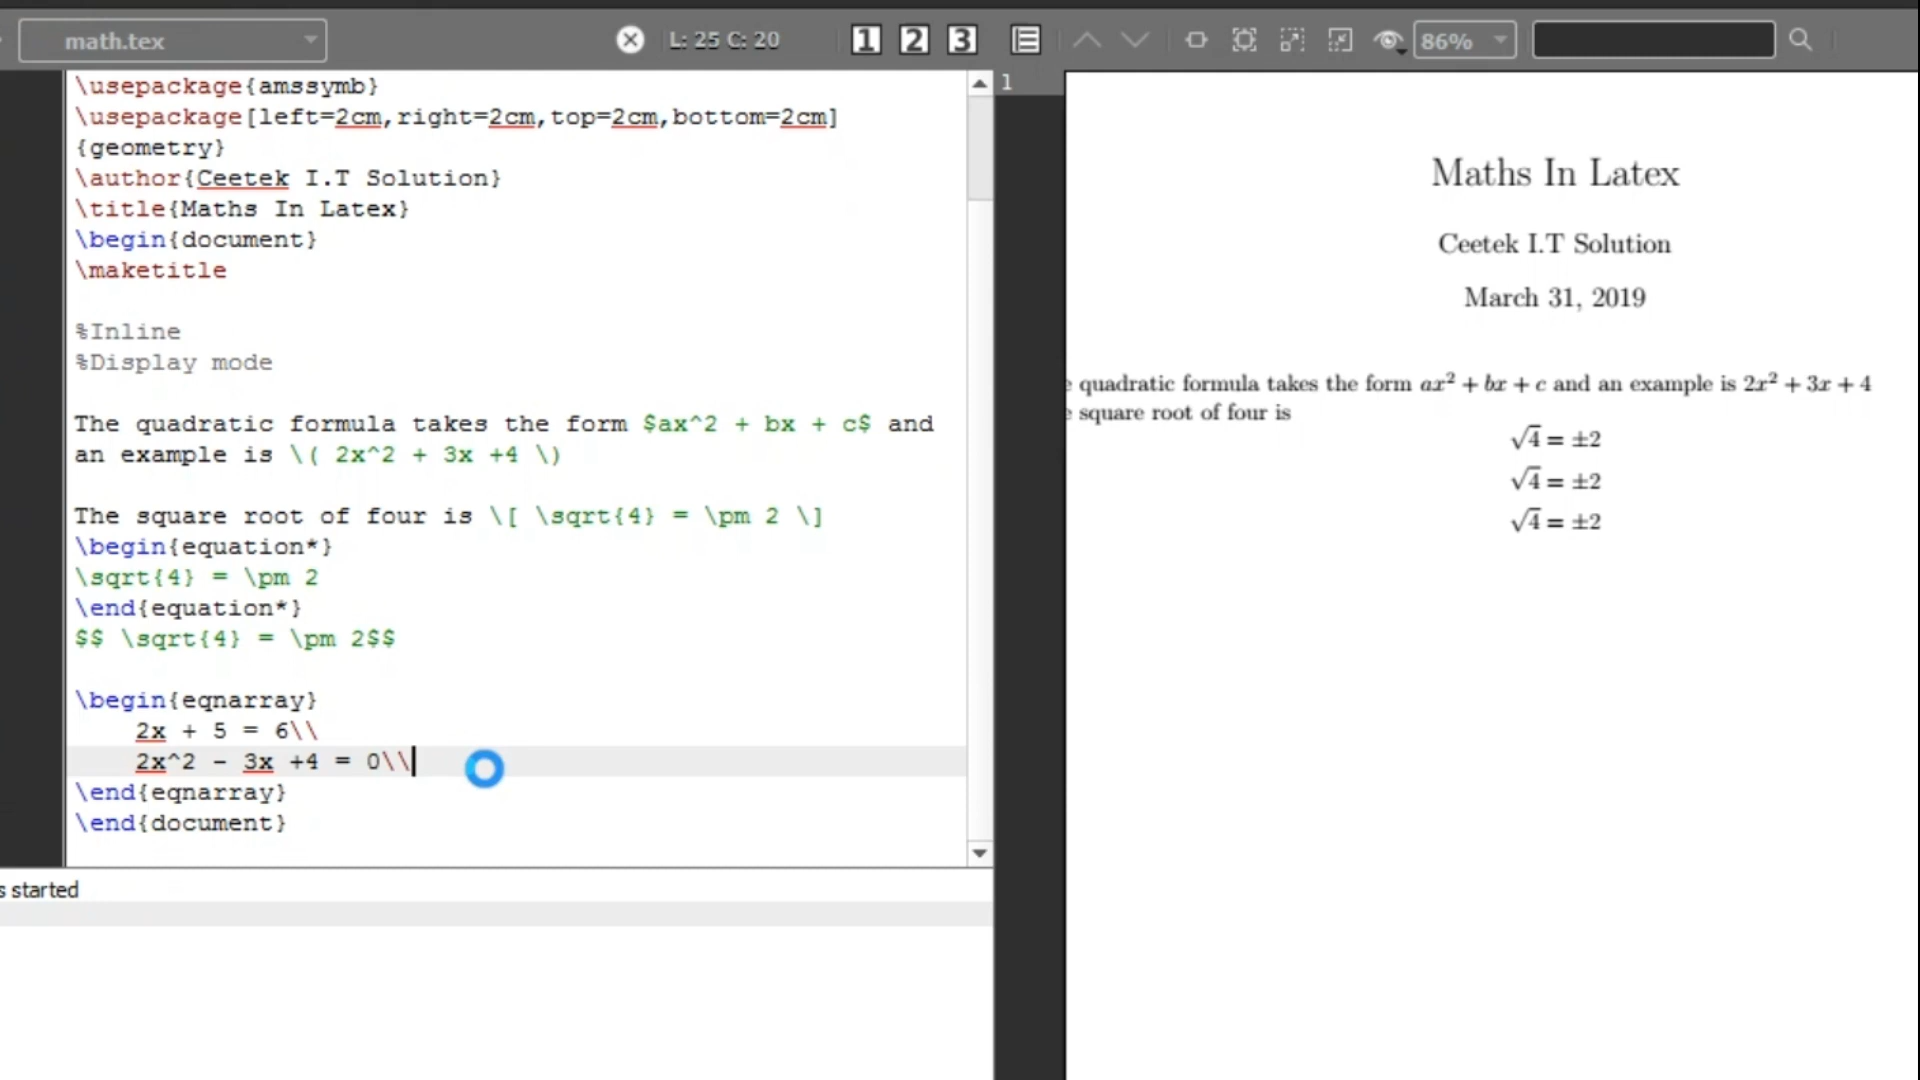 math.tex
L: 25 C: 20
1 2 3
86%
\usepackage{amssymb}
\usepackage[left=2cm,right=2cm,top=2cm,bottom=2cm]
{geometry}
\author{Ceetek I.T Solution}
\title{Maths In Latex}
\begin{document}
\maketitle
%Inline
%Display mode
The quadratic formula takes the form $ax^2 + bx + c$ and
an example is \( 2x^2 + 3x +4 \)
The square root of four is \[ \sqrt{4} = \pm 2 \]
\begin{equation*}
\sqrt{4} = \pm 2
\end{equation*}
$$ \sqrt{4} = \pm 2$$
\begin{eqnarray}
2x + 5 = 6\\
2x^2 - 3x +4 = 0\\
\end{eqnarray}
\end{document}
s started
1
Maths In Latex
Ceetek I.T Solution
March 31, 2019
e quadratic formula takes the form ax² + bx + c and an example is 2x² + 3x + 4
e square root of four is
√4 = ±2
√4 = ±2
√4 = ±2